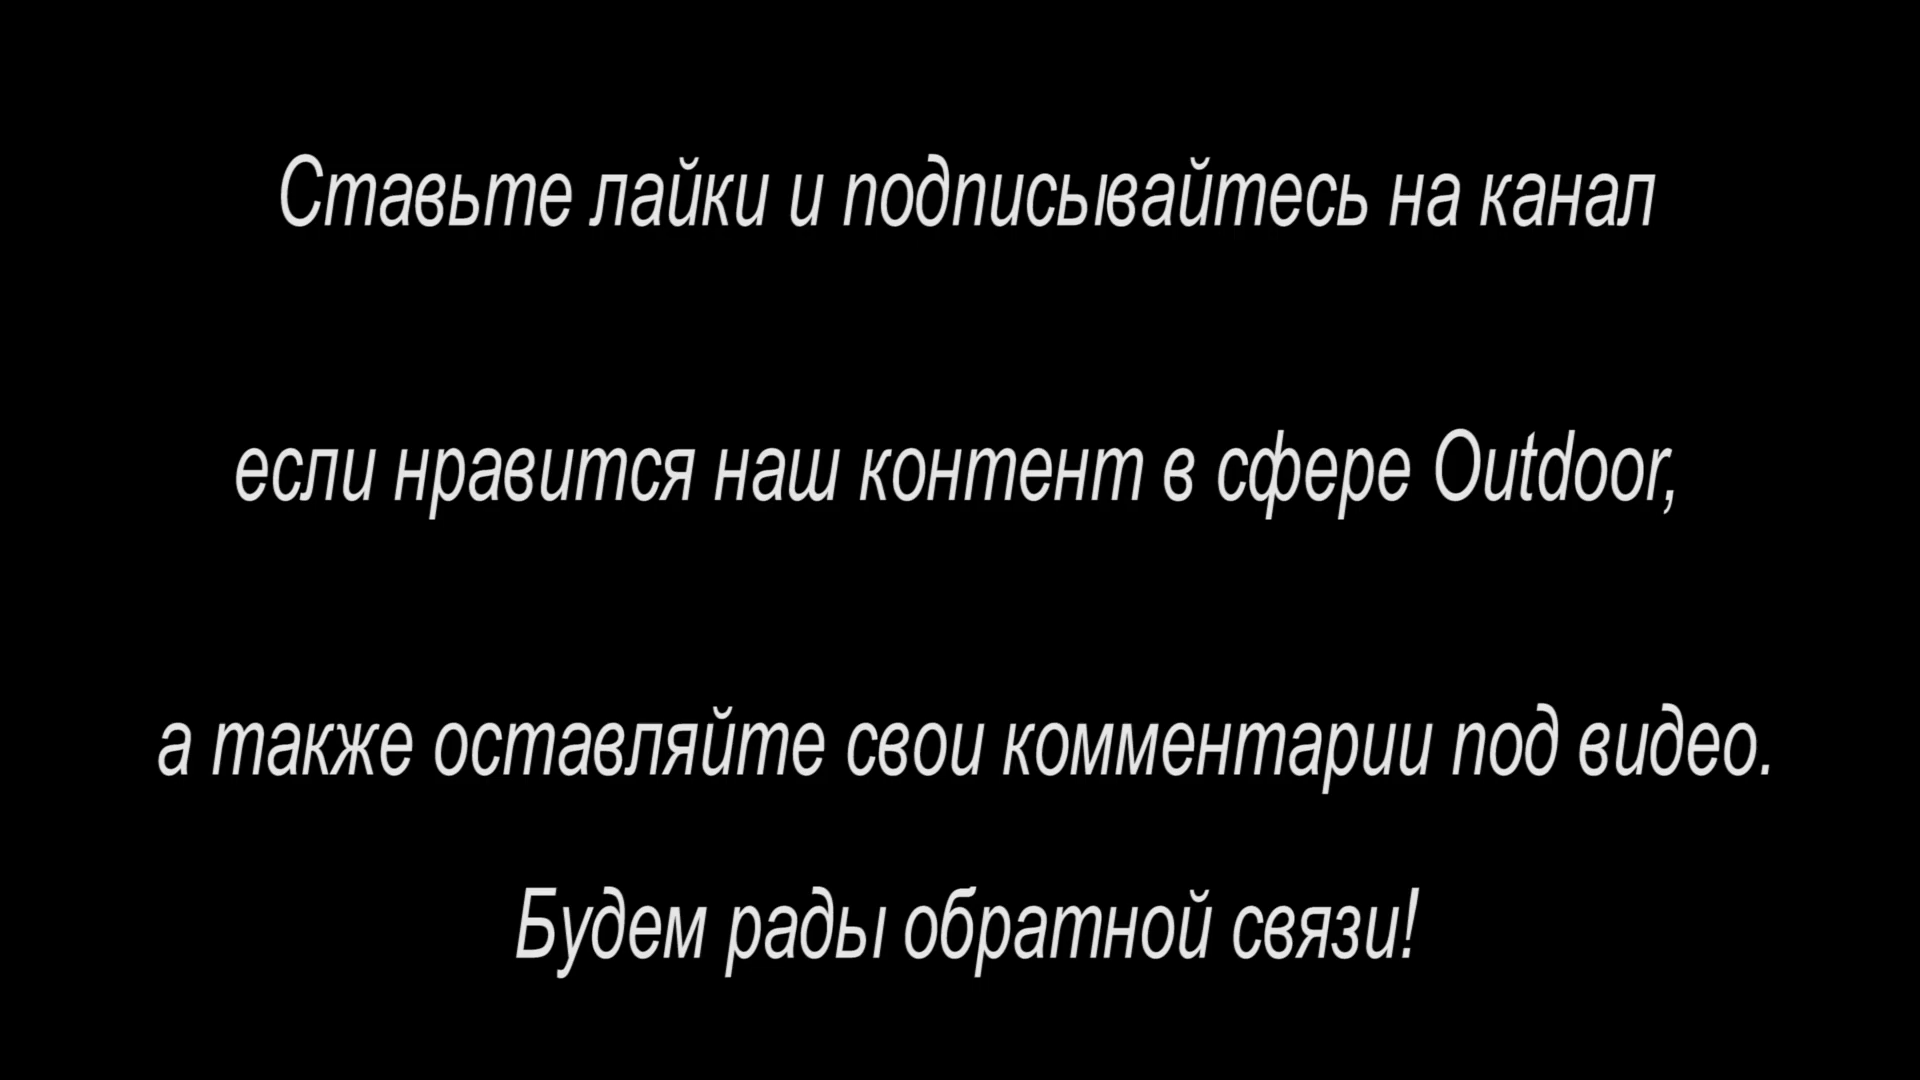 Ставьте лайки и подписывайтесь на канал
если нравится наш контент в сфере Outdoor,
а также оставляйте свои комментарии под видео.
Будем рады обратной связи!